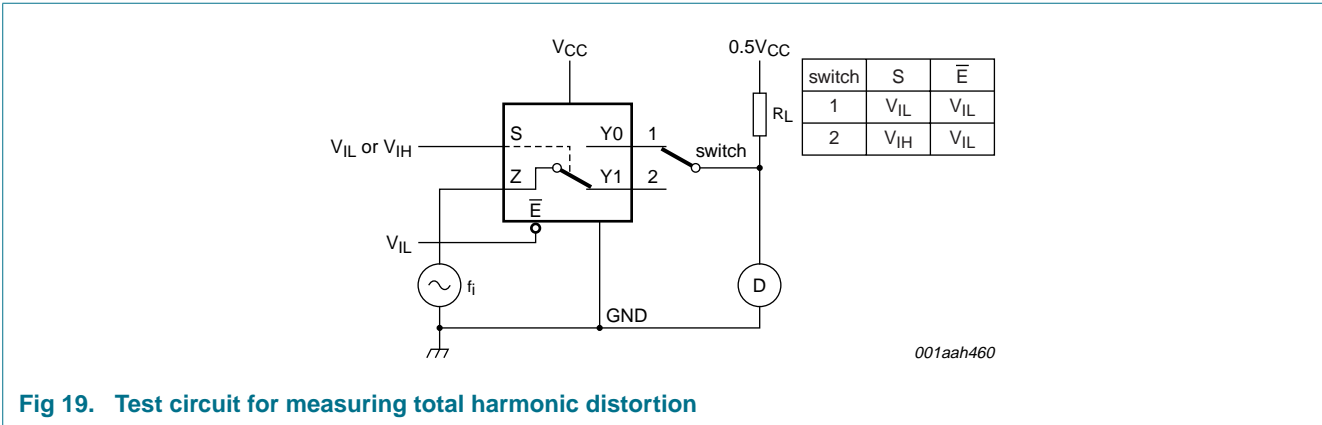 VCC
0.5VCC
switch S E̅
1 VIL VIL
2 VIH VIL
RL
VIL or VIH
S
Y0
1
switch
Z
Y1
2
E̅
VIL
fi
D
GND
001aah460
Fig 19. Test circuit for measuring total harmonic distortion